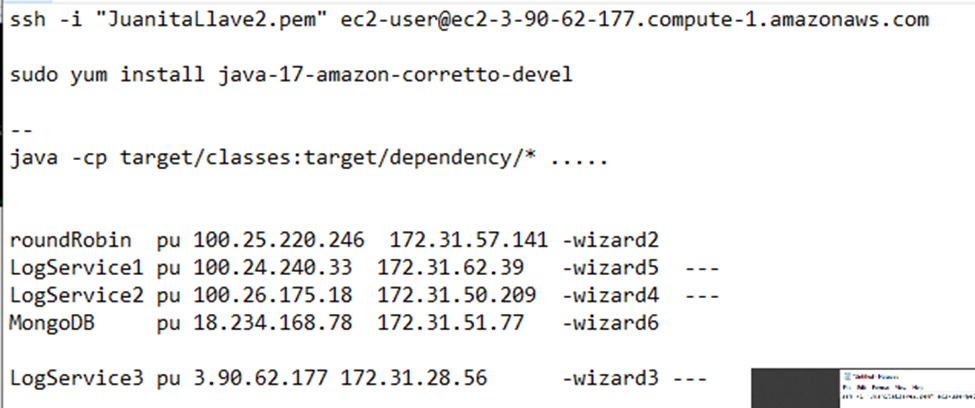 ssh -i "JuanitaLlave2.pem" ec2-user@ec2-3-90-62-177.compute-1.amazonaws.com
sudo yum install java-17-amazon-corretto-devel
--
java -cp target/classes:target/dependency/* .....
roundRobin  pu 100.25.220.246  172.31.57.141 -wizard2
LogService1 pu 100.24.240.33  172.31.62.39   -wizard5  ---
LogService2 pu 100.26.175.18  172.31.50.209  -wizard4  ---
MongoDB     pu 18.234.168.78  172.31.51.77   -wizard6
LogService3 pu 3.90.62.177 172.31.28.56      -wizard3 ---